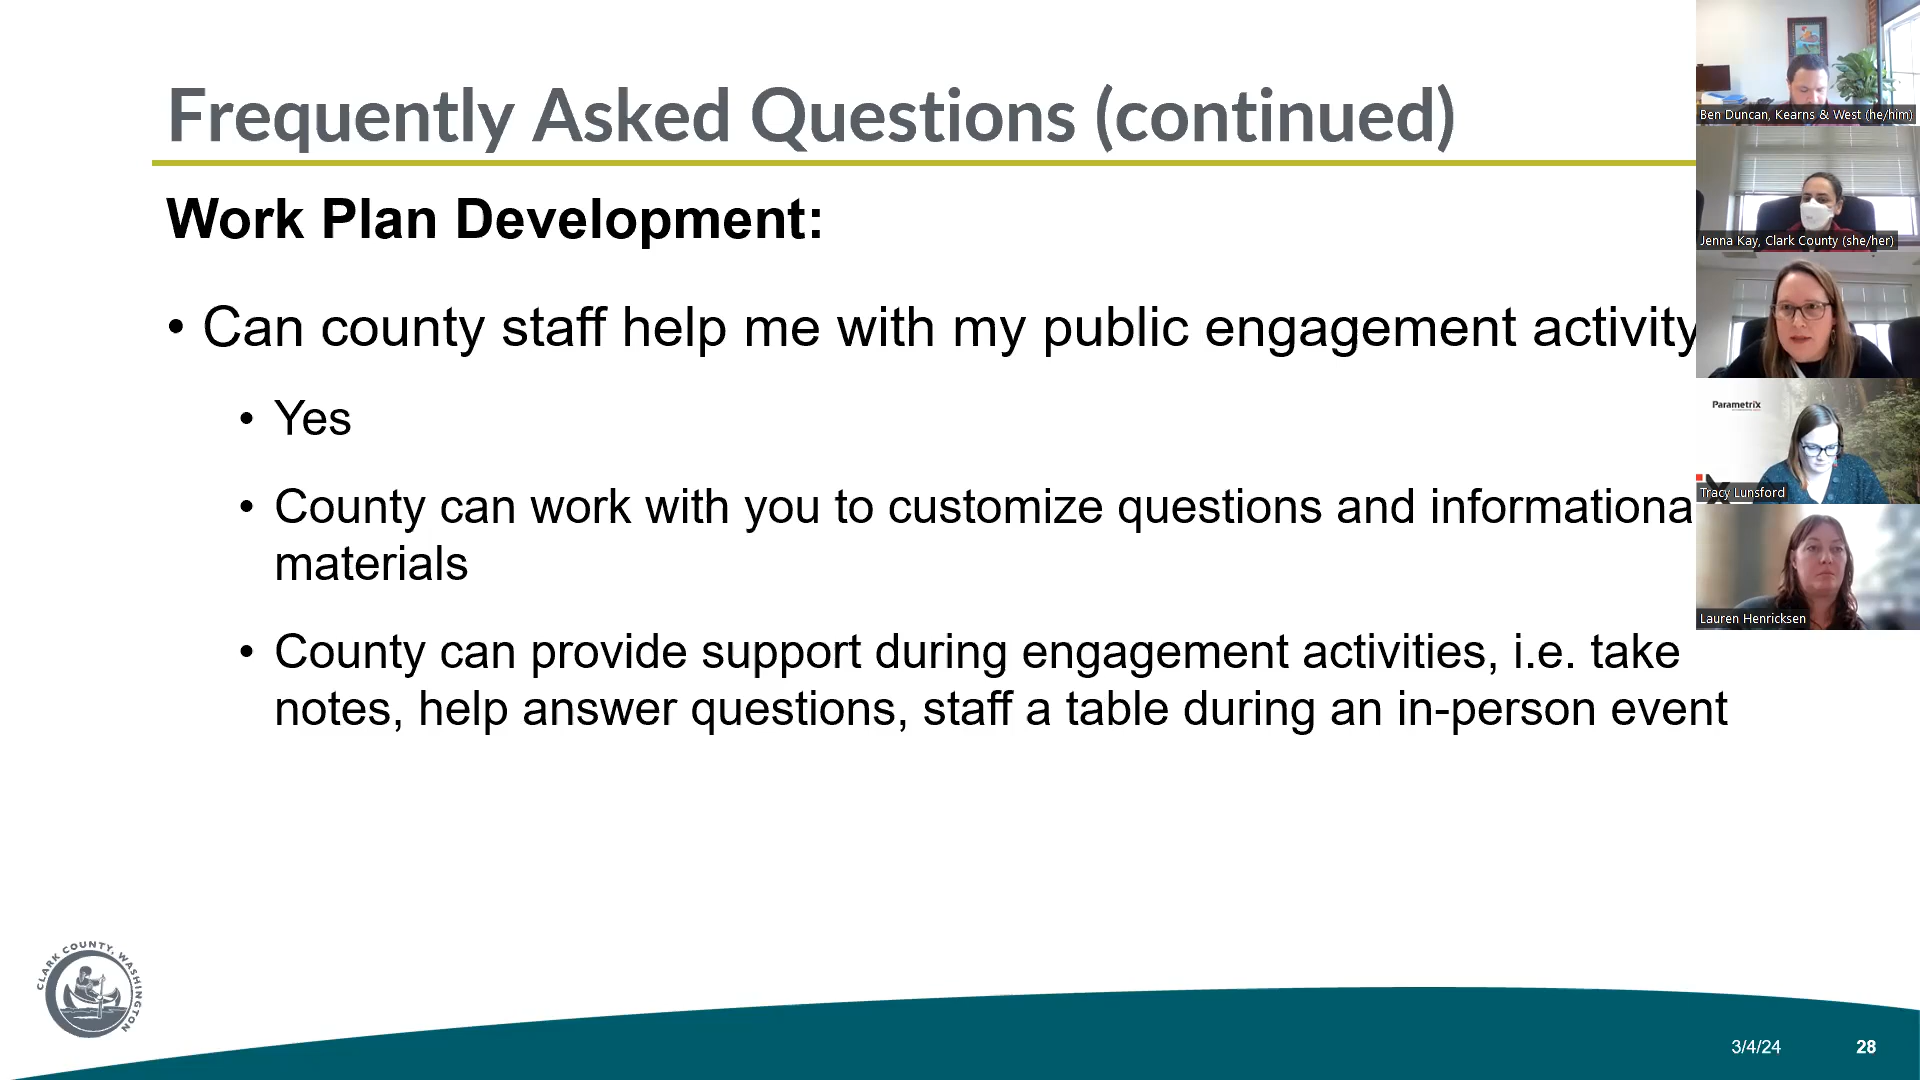 Frequently Asked Questions (continued)
Work Plan Development:
• Can county staff help me with my public engagement activity
• Yes
• County can work with you to customize questions and informationa
materials
• County can provide support during engagement activities, i.e. take
notes, help answer questions, staff a table during an in-person event
Ben Duncan, Kearns & West (he/him)
Jenna Kay, Clark County (she/her)
Parametrix
Tracy Lunsford
Lauren Henricksen
CLARK COUNTY, WASHINGTON
3/4/24
28